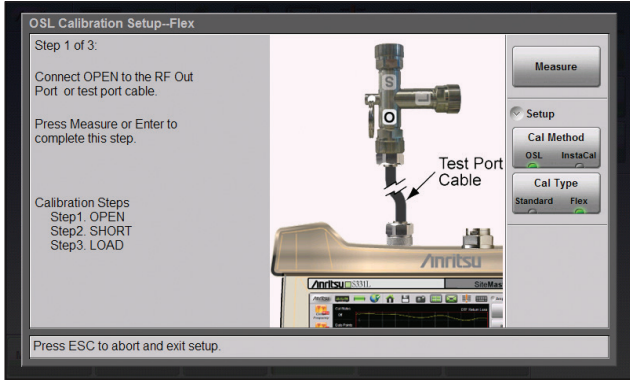 OSL Calibration Setup--Flex
Step 1 of 3:
Connect OPEN to the RF Out
Port or test port cable.
Press Measure or Enter to
complete this step.
Calibration Steps
Step1. OPEN
Step2. SHORT
Step3. LOAD
S
L
O
Test Port
Cable
Anritsu
Anritsu S331L
SiteMas
Measure
Setup
Cal Method
OSL InstaCal
Cal Type
Standard Flex
Press ESC to abort and exit setup.